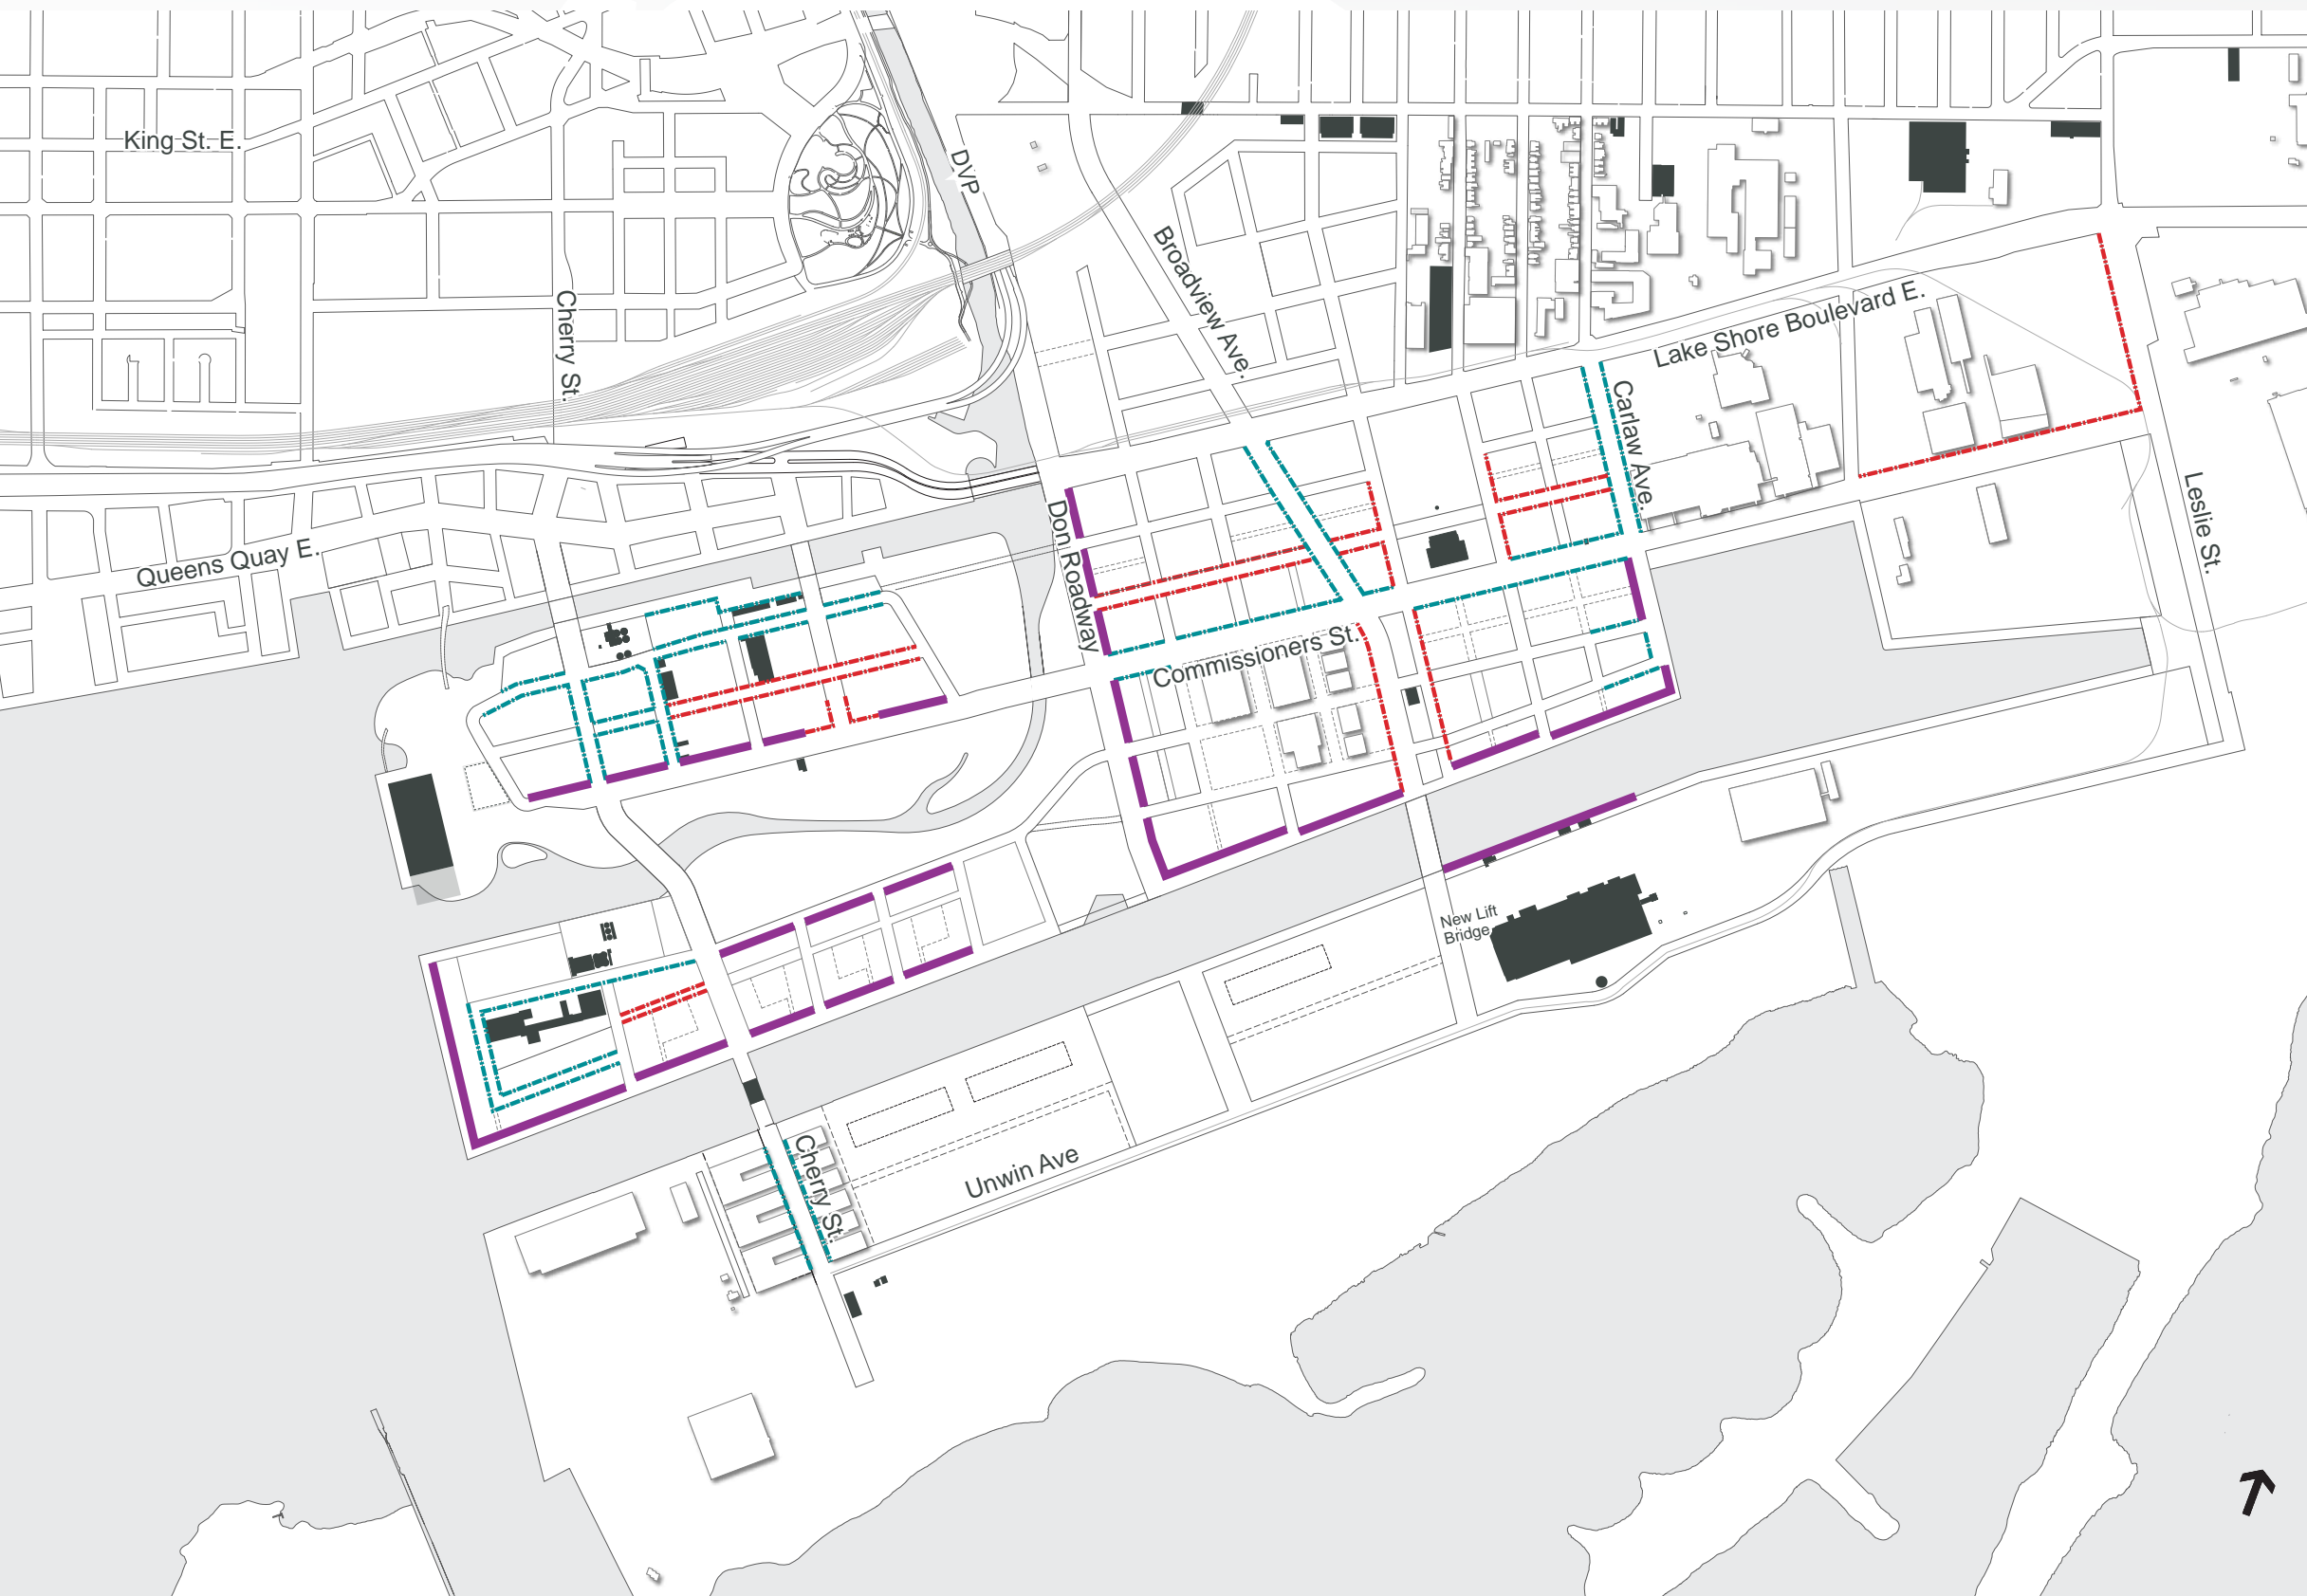 King St. E.
DVP
Broadview Ave.
Cherry St.
Lake Shore Boulevard E.
Carlaw Ave.
Leslie St.
Don Roadway
Queens Quay E.
Commissioners St.
New Lift
Bridge
Cherry St.
Unwin Ave